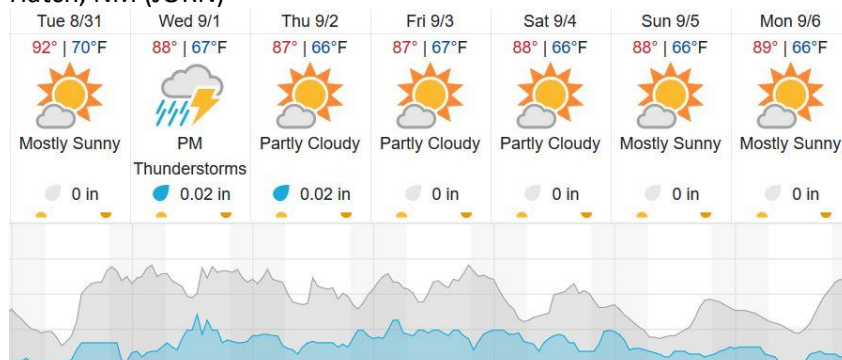 Hatch, NM (JORN)
Tue 8/31 Wed 9/1 Thu 9/2 Fri 9/3 Sat 9/4 Sun 9/5 Mon 9/6
92° | 70°F 88° | 67°F 87° | 66°F 87° | 67°F 88° | 66°F 88° | 66°F 89° | 66°F
Mostly Sunny PM Partly Cloudy Partly Cloudy Partly Cloudy Mostly Sunny Mostly Sunny
Thunderstorms
0 in 0.02 in 0.02 in 0 in 0 in 0 in 0 in